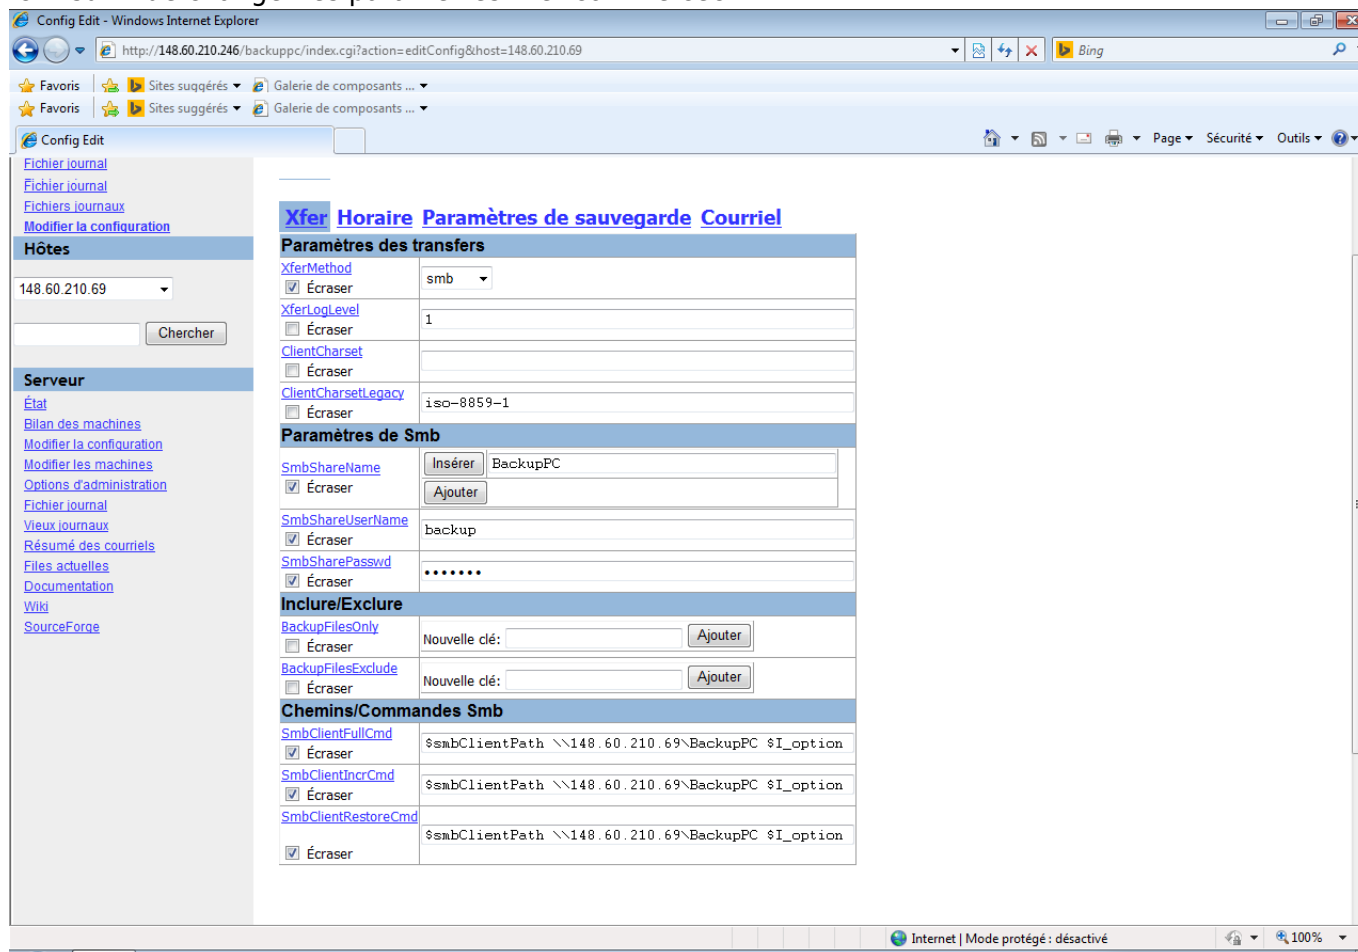 Config Edit - Windows Internet Explorer
http://148.60.210.246/backuppc/index.cgi?action=editConfig&host=148.60.210.69
Bing
Favoris Sites suggérés Galerie de composants ...
Favoris Sites suggérés Galerie de composants ...
Config Edit
Page Sécurité Outils
Fichier journal
Fichier journal
Fichiers journaux
Modifier la configuration
Hôtes
148.60.210.69
Chercher
Serveur
État
Bilan des machines
Modifier la configuration
Modifier les machines
Options d'administration
Fichier journal
Vieux journaux
Résumé des courriels
Files actuelles
Documentation
Wiki
SourceForge
Xfer Horaire Paramètres de sauvegarde Courriel
Paramètres des transfers
XferMethod
Écraser
smb
XferLogLevel
Écraser
1
ClientCharset
Écraser
ClientCharsetLegacy
Écraser
iso-8859-1
Paramètres de Smb
SmbShareName
Écraser
Insérer BackupPC
Ajouter
SmbShareUserName
Écraser
backup
SmbSharePasswd
Écraser
•••••••
Inclure/Exclure
BackupFilesOnly
Écraser
Nouvelle clé: Ajouter
BackupFilesExclude
Écraser
Nouvelle clé: Ajouter
Chemins/Commandes Smb
SmbClientFullCmd
Écraser
$smbClientPath \\148.60.210.69\BackupPC $I_option
SmbClientIncrCmd
Écraser
$smbClientPath \\148.60.210.69\BackupPC $I_option
SmbClientRestoreCmd
Écraser
$smbClientPath \\148.60.210.69\BackupPC $I_option
Internet | Mode protégé : désactivé
100%